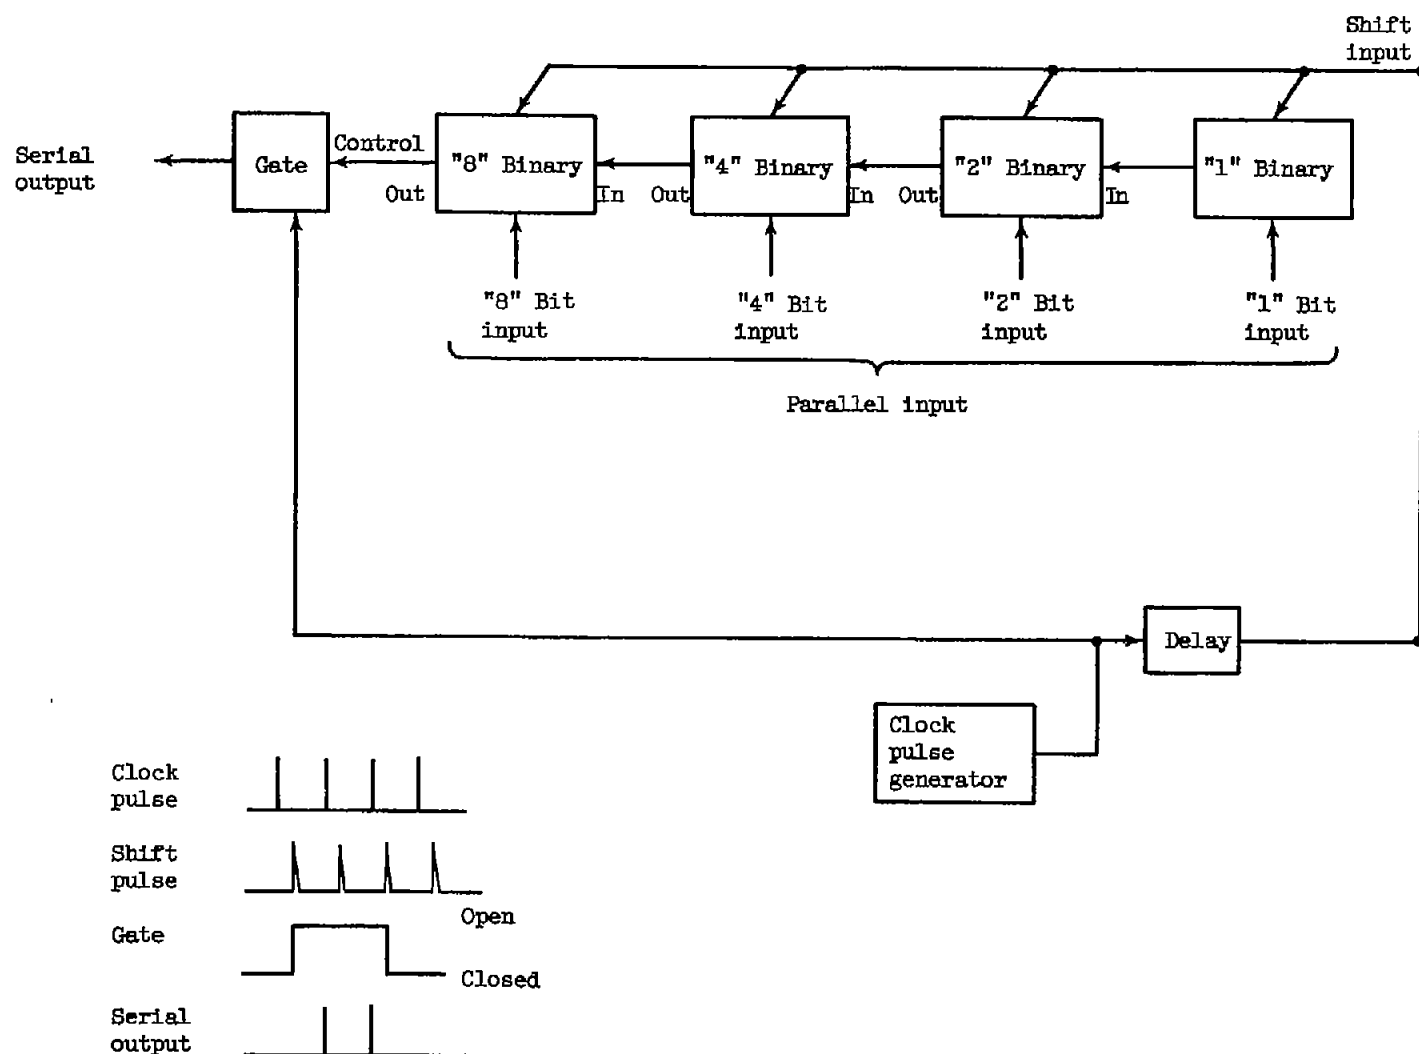 Shift
input
Serial
output
Gate
Control
Out
"8" Binary
In
Out
"4" Binary
In
Out
"2" Binary
In
"1" Binary
"8" Bit
input
"4" Bit
input
"2" Bit
input
"1" Bit
input
Parallel input
Delay
Clock
pulse
generator
Clock
pulse
Shift
pulse
Open
Gate
Closed
Serial
output